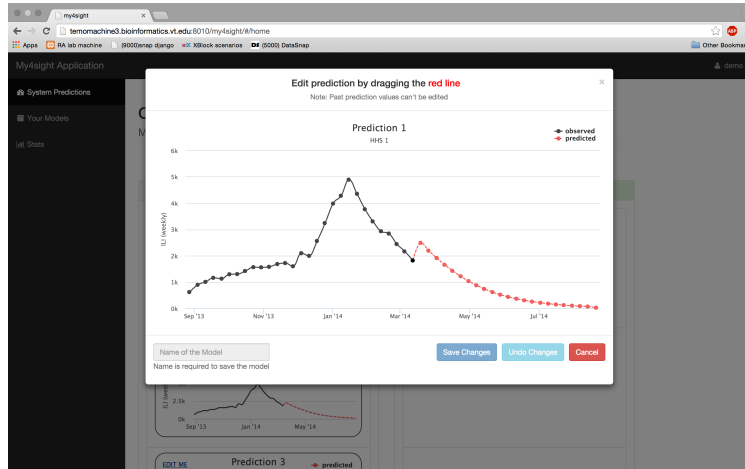 my4sight
temomachine3.bioinformatics.vt.edu:8010/my4sight/#/home
ABP
Apps RA lab machine (9000)snap django XBlock scenarios DS (5000) DataSnap Other Bookmar
My4sight Application demo
System Predictions
Your Models
Stats
Edit prediction by dragging the red line ×
Note: Past prediction values can't be edited
Prediction 1
HHS 1
observed
predicted
ILI (weekly)
6k
5k
4k
3k
2k
1k
0k
Sep '13 Nov '13 Jan '14 Mar '14 May '14 Jul '14
Name of the Model
Save Changes Undo Changes Cancel
Name is required to save the model
2.5k
0k
Sep '13 Jan '14 May '14
EDIT ME Prediction 3 predicted